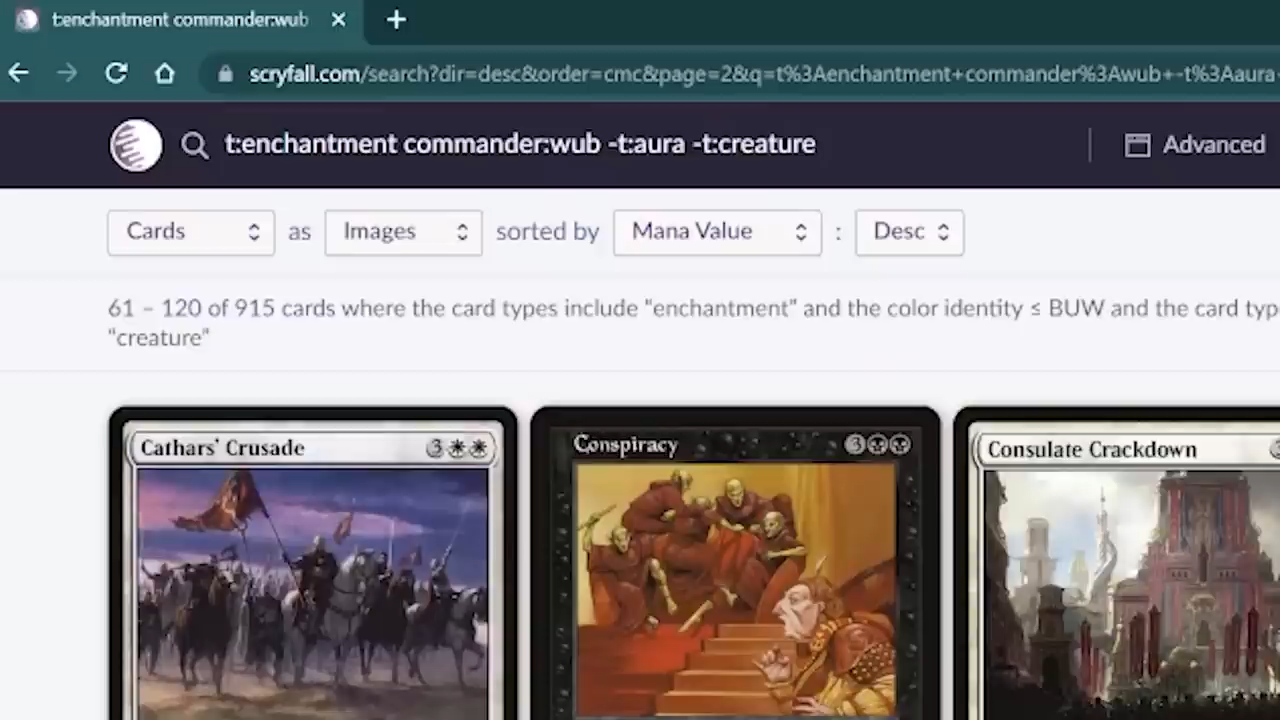 t:enchantment commander:wub
scryfall.com/search?dir=desc&order=cmc&page=2&q=t%3Aenchantment+commander%3Awub+-t%3Aaura
t:enchantment commander:wub -t:aura -t:creature
Advanced
Cards as Images sorted by Mana Value : Desc
61 – 120 of 915 cards where the card types include “enchantment” and the color identity ≤ BUW and the card typ
“creature”
Cathars' Crusade 3
Conspiracy 3
Consulate Crackdown